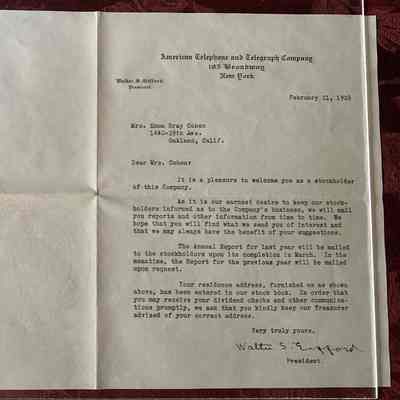 American Telephone and Telegraph Company
195 Broadway
New York
Walter S. Gifford
President
February 21, 1928
Mrs. Emma Bray Cohen
1440-29th Ave.
Oakland, Calif.
Dear Mrs. Cohen:
It is a pleasure to welcome you as a stockholder
of this Company.
As it is our earnest desire to keep our stock-
holders informed as to the Company's business, we will mail
you reports and other information from time to time. We
hope that you will find what we send you of interest and
that we may always have the benefit of your suggestions.
The Annual Report for last year will be mailed
to the stockholders upon its completion in March. In the
meantime, the Report for the previous year will be mailed
upon request.
Your residence address, furnished us as shown
above, has been entered in our stock book. In order that
you may receive your dividend checks and other communica-
tions promptly, we ask that you kindly keep our Treasurer
advised of your correct address.
Very truly yours,
Walter S. Gifford
President.